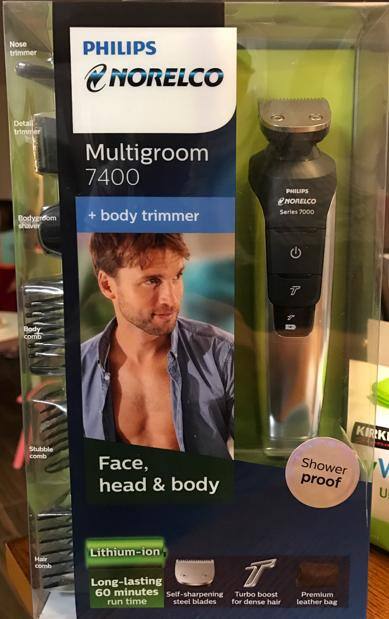 Nose
trimmer
Detail
trimmer
Bodygroom
shaver
Body
comb
Stubble
comb
Hair
comb
PHILIPS
NORELCO
Multigroom
7400
+ body trimmer
PHILIPS
NORELCO
Series 7000
Face,
head & body
Shower
proof
Lithium-ion
Long-lasting
60 minutes
run time
Self-sharpening
steel blades
Turbo boost
for dense hair
Premium
leather bag